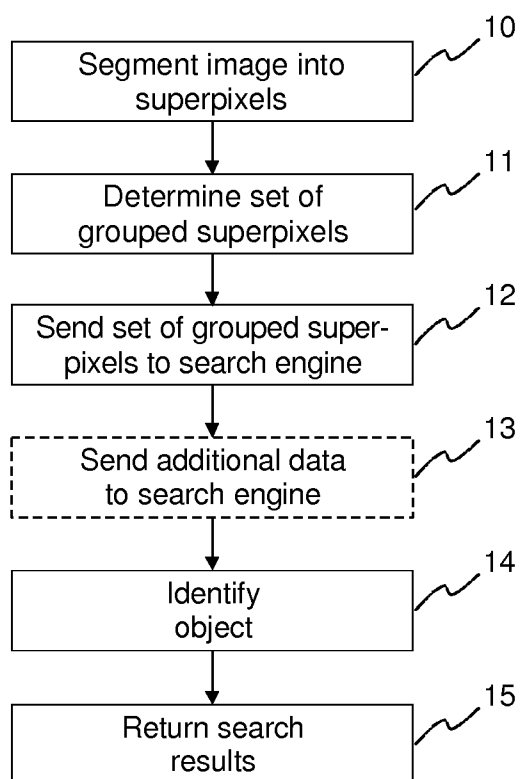 10
Segment image into
superpixels
11
Determine set of
grouped superpixels
12
Send set of grouped super-
pixels to search engine
13
Send additional data
to search engine
14
Identify
object
15
Return search
results